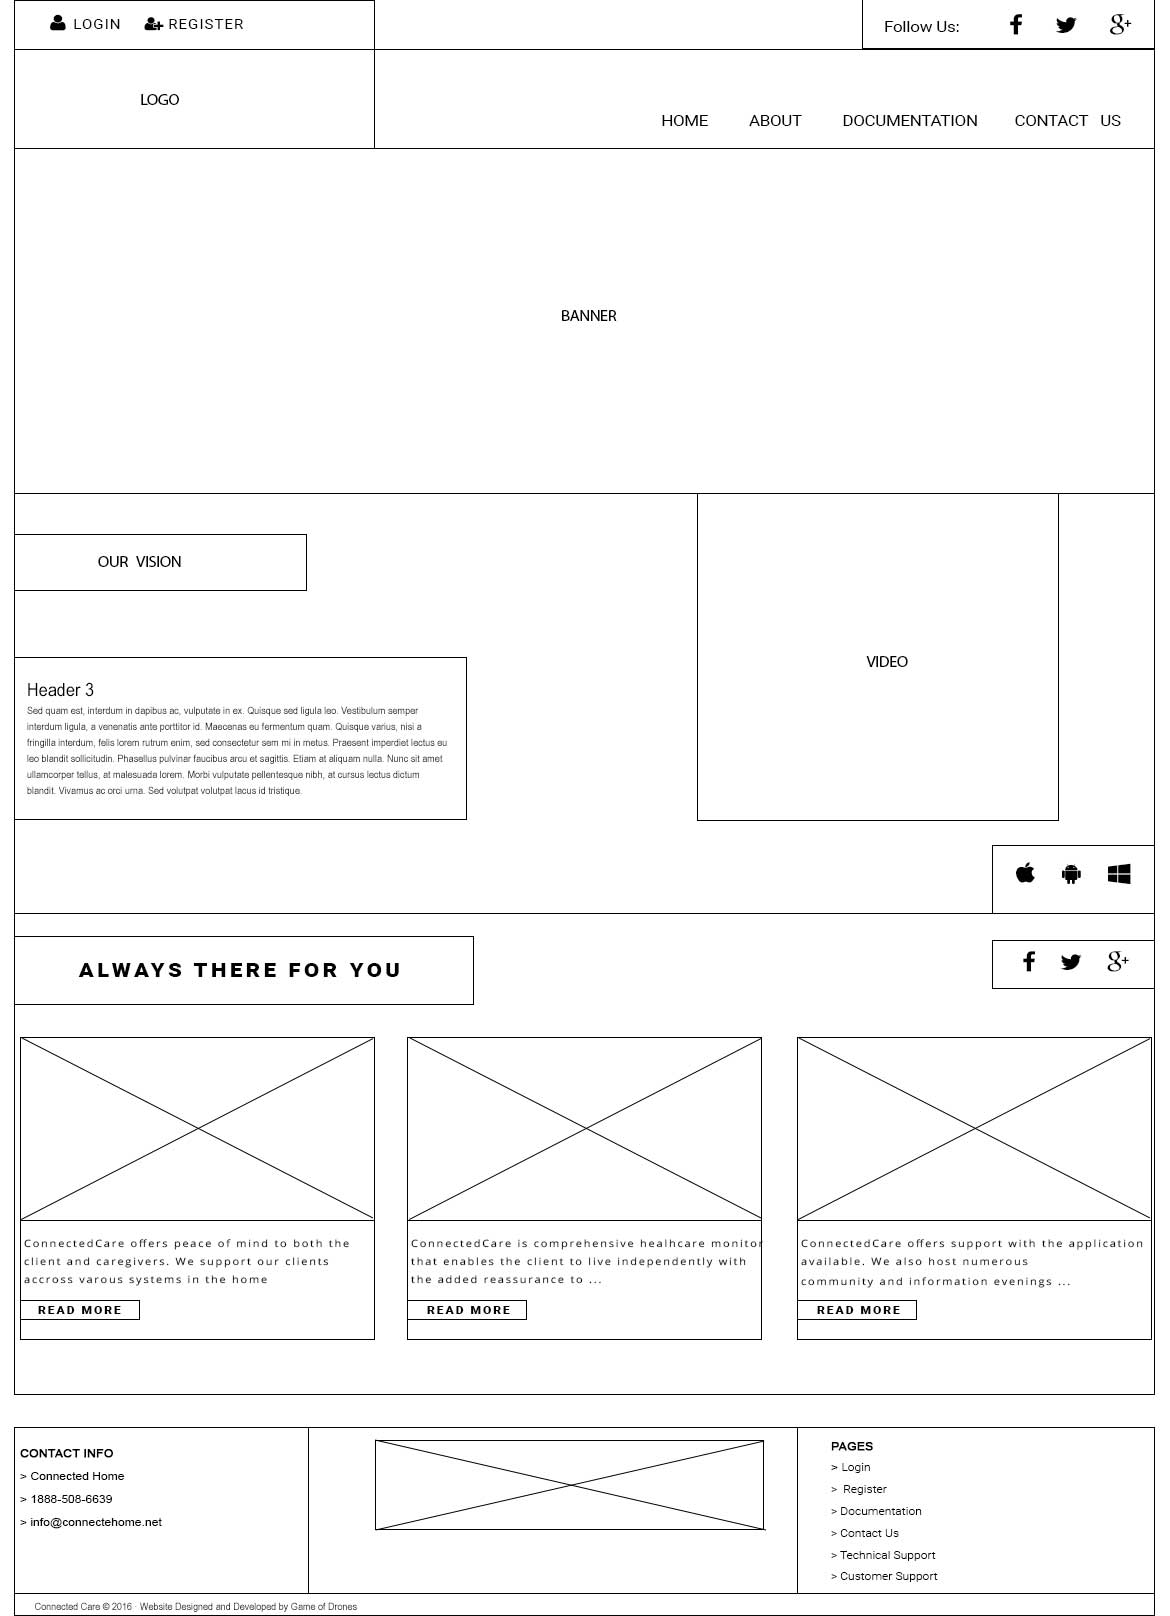 LOGIN REGISTER
Follow Us:
LOGO
HOME ABOUT DOCUMENTATION CONTACT US
BANNER
OUR VISION
VIDEO
Header 3
Sed quam est, interdum in dapibus ac, vulputate in ex. Quisque sed ligula leo. Vestibulum semper
interdum ligula, a venenatis ante porttitor id. Maecenas eu fermentum quam. Quisque varius, nisi a
fringilla interdum, felis lorem rutrum enim, sed consectetur sem mi in metus. Praesent imperdiet lectus eu
leo blandit sollicitudin. Phasellus pulvinar faucibus arcu et sagittis. Etiam at aliquam nulla. Nunc sit amet
ullamcorper tellus, at malesuada lorem. Morbi vulputate pellentesque nibh, at cursus lectus dictum
blandit. Vivamus ac orci urna. Sed volutpat volutpat lacus id tristique.
ALWAYS THERE FOR YOU
ConnectedCare offers peace of mind to both the
client and caregivers. We support our clients
accross varous systems in the home
READ MORE
ConnectedCare is comprehensive healhcare monitor
that enables the client to live independently with
the added reassurance to ...
READ MORE
ConnectedCare offers support with the application
available. We also host numerous
community and information evenings ...
READ MORE
CONTACT INFO
> Connected Home
> 1888-508-6639
> info@connectehome.net
PAGES
> Login
> Register
> Documentation
> Contact Us
> Technical Support
> Customer Support
Connected Care © 2016 · Website Designed and Developed by Game of Drones